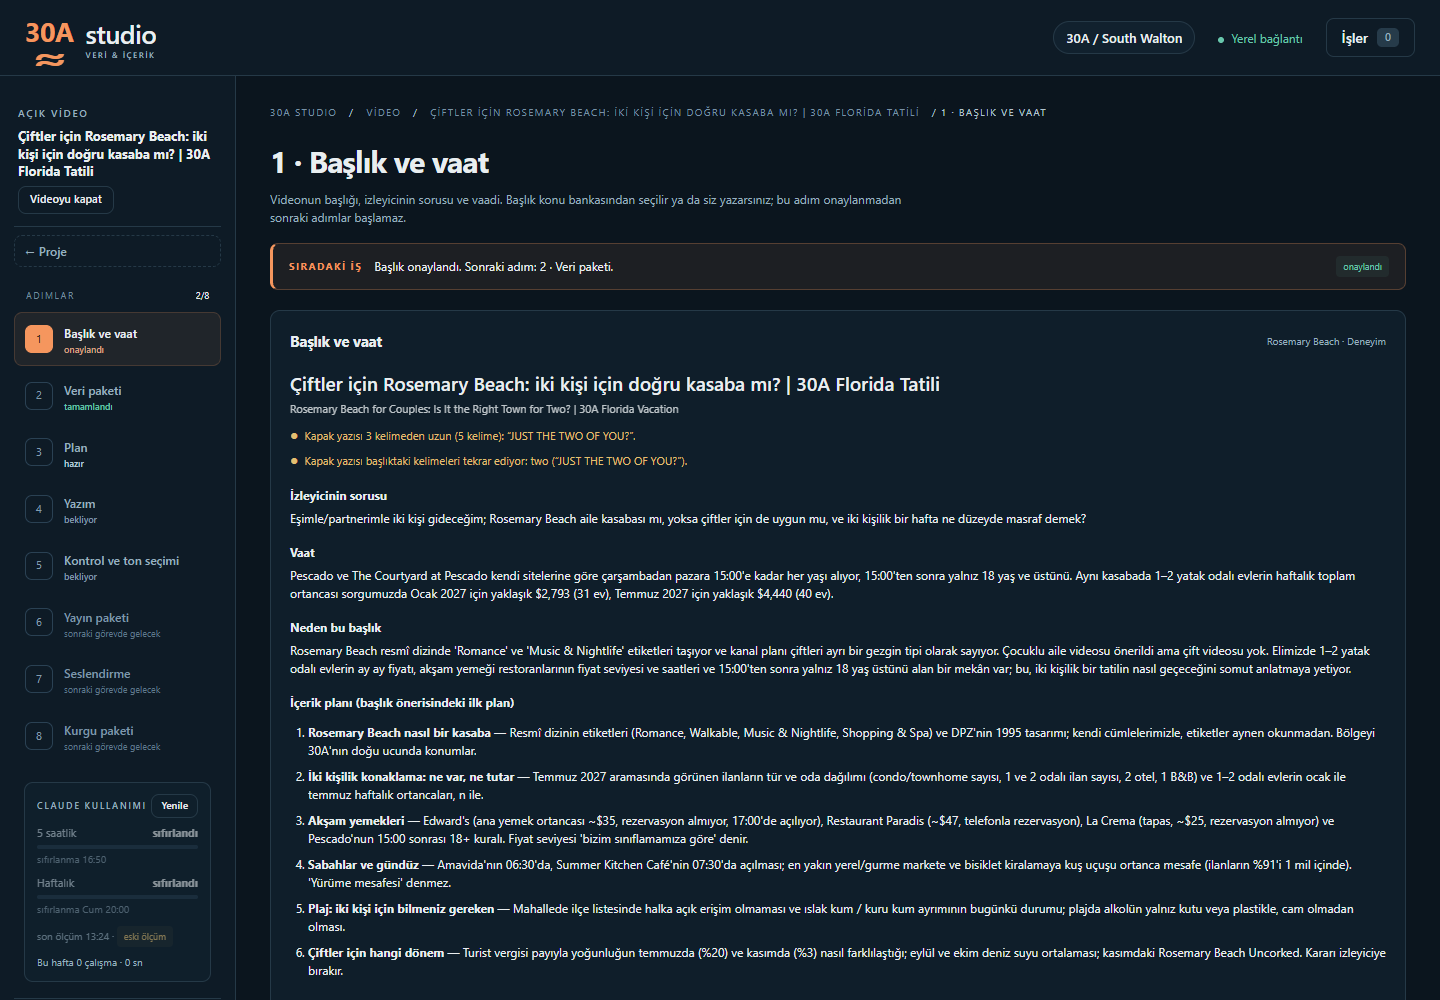 30A studio
VERİ & İÇERİK
30A / South Walton
Yerel bağlantı
İşler 0
AÇIK VİDEO
Çiftler için Rosemary Beach: iki
kişi için doğru kasaba mı? | 30A
Florida Tatili
Videoyu kapat
← Proje
ADIMLAR 2/8
1 Başlık ve vaat
onaylandı
2 Veri paketi
tamamlandı
3 Plan
hazır
4 Yazım
bekliyor
5 Kontrol ve ton seçimi
bekliyor
6 Yayın paketi
sonraki görevde gelecek
7 Seslendirme
sonraki görevde gelecek
8 Kurgu paketi
sonraki görevde gelecek
CLAUDE KULLANIMI Yenile
5 saatlik sıfırlandı
sıfırlanma 16:50
Haftalık sıfırlandı
sıfırlanma Cum 20:00
son ölçüm 13:24 · eski ölçüm
Bu hafta 0 çalışma · 0 sn
30A STUDIO / VİDEO / ÇİFTLER İÇİN ROSEMARY BEACH: İKİ KİŞİ İÇİN DOĞRU KASABA MI? | 30A FLORİDA TATİLİ / 1 · BAŞLIK VE VAAT
1 · Başlık ve vaat
Videonun başlığı, izleyicinin sorusu ve vaadi. Başlık konu bankasından seçilir ya da siz yazarsınız; bu adım onaylanmadan
sonraki adımlar başlamaz.
SIRADAKİ İŞ Başlık onaylandı. Sonraki adım: 2 · Veri paketi. onaylandı
Başlık ve vaat Rosemary Beach · Deneyim
Çiftler için Rosemary Beach: iki kişi için doğru kasaba mı? | 30A Florida Tatili
Rosemary Beach for Couples: Is It the Right Town for Two? | 30A Florida Vacation
Kapak yazısı 3 kelimeden uzun (5 kelime): “JUST THE TWO OF YOU?”.
Kapak yazısı başlıktaki kelimeleri tekrar ediyor: two (“JUST THE TWO OF YOU?”).
İzleyicinin sorusu
Eşimle/partnerimle iki kişi gideceğim; Rosemary Beach aile kasabası mı, yoksa çiftler için de uygun mu, ve iki kişilik bir hafta ne düzeyde masraf demek?
Vaat
Pescado ve The Courtyard at Pescado kendi sitelerine göre çarşambadan pazara 15:00'e kadar her yaşı alıyor, 15:00'ten sonra yalnız 18 yaş ve üstünü. Aynı kasabada 1–2 yatak odalı evlerin haftalık toplam
ortancası sorgumuzda Ocak 2027 için yaklaşık $2,793 (31 ev), Temmuz 2027 için yaklaşık $4,440 (40 ev).
Neden bu başlık
Rosemary Beach resmî dizinde 'Romance' ve 'Music & Nightlife' etiketleri taşıyor ve kanal planı çiftleri ayrı bir gezgin tipi olarak sayıyor. Çocuklu aile videosu önerildi ama çift videosu yok. Elimizde 1–2 yatak
odalı evlerin ay ay fiyatı, akşam yemeği restoranlarının fiyat seviyesi ve saatleri ve 15:00'ten sonra yalnız 18 yaş üstünü alan bir mekân var; bu, iki kişilik bir tatilin nasıl geçeceğini somut anlatmaya yetiyor.
İçerik planı (başlık önerisindeki ilk plan)
1. Rosemary Beach nasıl bir kasaba — Resmî dizinin etiketleri (Romance, Walkable, Music & Nightlife, Shopping & Spa) ve DPZ'nin 1995 tasarımı; kendi cümlelerimizle, etiketler aynen okunmadan. Bölgeyi
30A'nın doğu ucunda konumlar.
2. İki kişilik konaklama: ne var, ne tutar — Temmuz 2027 aramasında görünen ilanların tür ve oda dağılımı (condo/townhome sayısı, 1 ve 2 odalı ilan sayısı, 2 otel, 1 B&B) ve 1–2 odalı evlerin ocak ile
temmuz haftalık ortancaları, n ile.
3. Akşam yemekleri — Edward's (ana yemek ortancası ~$35, rezervasyon almıyor, 17:00'de açılıyor), Restaurant Paradis (~$47, telefonla rezervasyon), La Crema (tapas, ~$25, rezervasyon almıyor) ve
Pescado'nun 15:00 sonrası 18+ kuralı. Fiyat seviyesi 'bizim sınıflamamıza göre' denir.
4. Sabahlar ve gündüz — Amavida'nın 06:30'da, Summer Kitchen Café'nin 07:30'da açılması; en yakın yerel/gurme markete ve bisiklet kiralamaya kuş uçuşu ortanca mesafe (ilanların %91'i 1 mil içinde).
'Yürüme mesafesi' denmez.
5. Plaj: iki kişi için bilmeniz gereken — Mahallede ilçe listesinde halka açık erişim olmaması ve ıslak kum / kuru kum ayrımının bugünkü durumu; plajda alkolün yalnız kutu veya plastikle, cam olmadan
olması.
6. Çiftler için hangi dönem — Turist vergisi payıyla yoğunluğun temmuzda (%20) ve kasımda (%3) nasıl farklılaştığı; eylül ve ekim deniz suyu ortalaması; kasımdaki Rosemary Beach Uncorked. Kararı izleyiciye
bırakır.